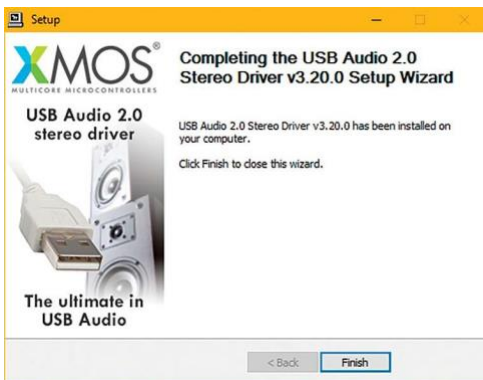 Setup
XMOS®
MULTICORE MICROCONTROLLERS
USB Audio 2.0
stereo driver
The ultimate in
USB Audio
Completing the USB Audio 2.0
Stereo Driver v3.20.0 Setup Wizard
USB Audio 2.0 Stereo Driver v3.20.0 has been installed on
your computer.
Click Finish to close this wizard.
< Back
Finish